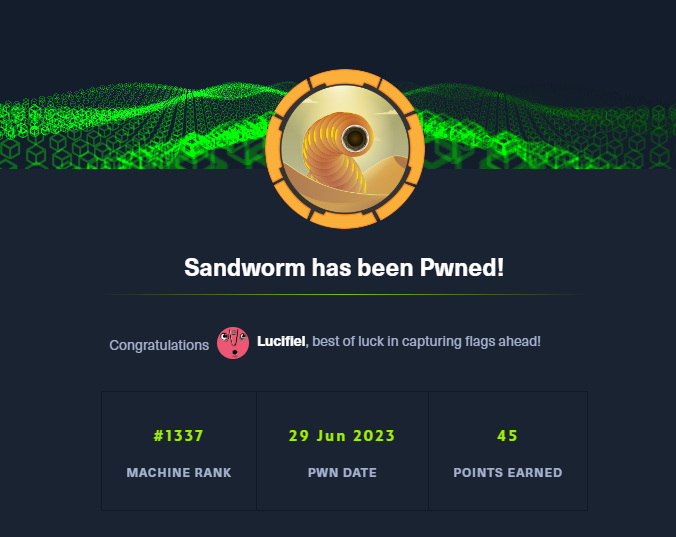 Sandworm has been Pwned!
Congratulations Lucifiel, best of luck in capturing flags ahead!
#1337 29 Jun 2023 45
MACHINE RANK PWN DATE POINTS EARNED